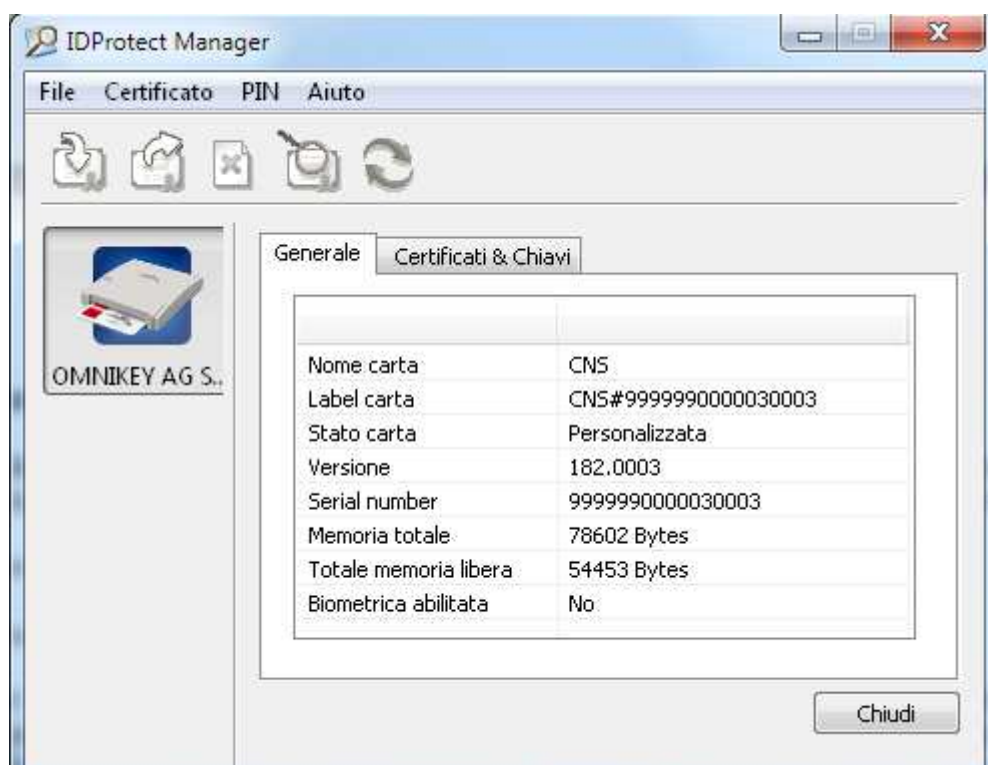 IDProtect Manager
File Certificato PIN Aiuto
OMNIKEY AG S..
Generale Certificati & Chiavi
Nome carta CNS
Label carta CNS#9999990000030003
Stato carta Personalizzata
Versione 182.0003
Serial number 9999990000030003
Memoria totale 78602 Bytes
Totale memoria libera 54453 Bytes
Biometrica abilitata No
Chiudi